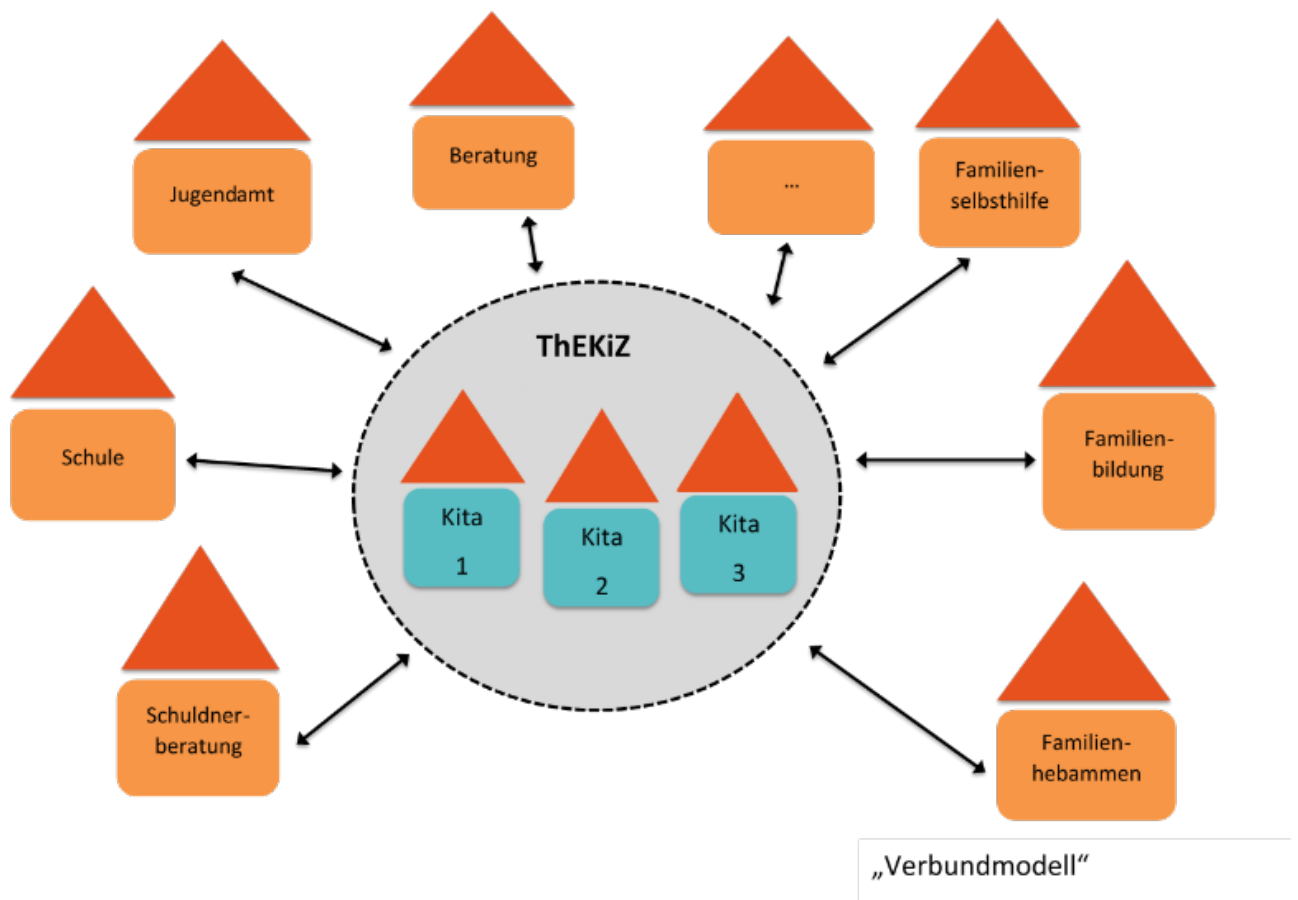 Beratung
...
Familien-
selbsthilfe
Jugendamt
ThEKiZ
Familien-
bildung
Schule
Kita
1
Kita
2
Kita
3
Schuldner-
beratung
Familien-
hebammen
„Verbundmodell“